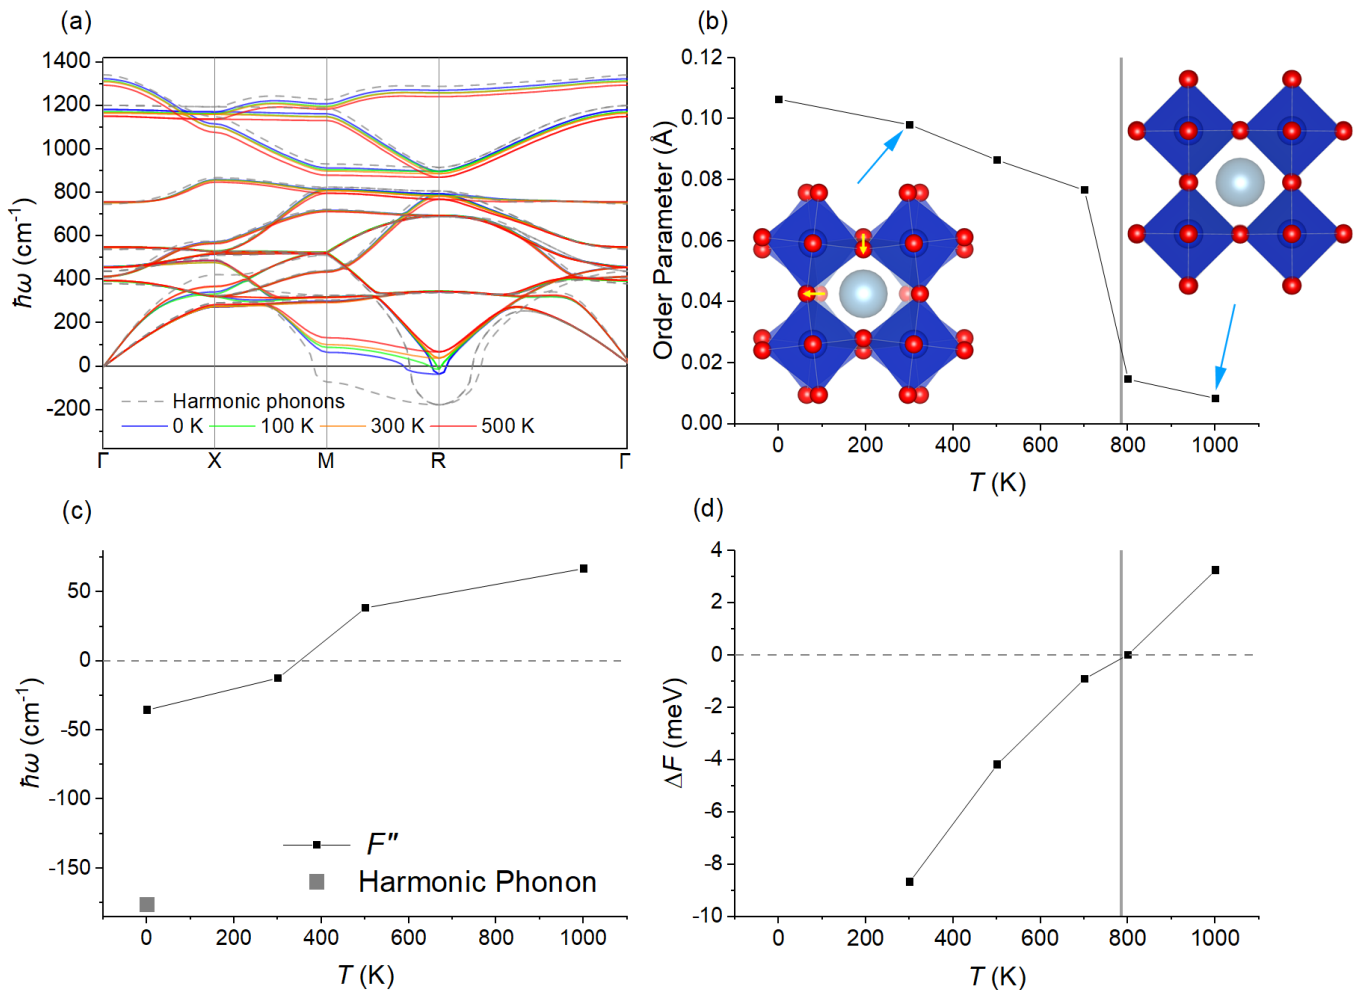 (a)
ħω (cm-1)
1400
1200
1000
800
600
400
200
0
-200
Harmonic phonons
0 K 100 K 300 K 500 K
Γ X M R Γ
(b)
Order Parameter (Å)
0.12
0.10
0.08
0.06
0.04
0.02
0.00
0 200 400 600 800 1000
T (K)
(c)
ħω (cm-1)
50
0
-50
-100
-150
F″
Harmonic Phonon
0 200 400 600 800 1000
T (K)
(d)
ΔF (meV)
4
2
0
-2
-4
-6
-8
-10
0 200 400 600 800 1000
T (K)